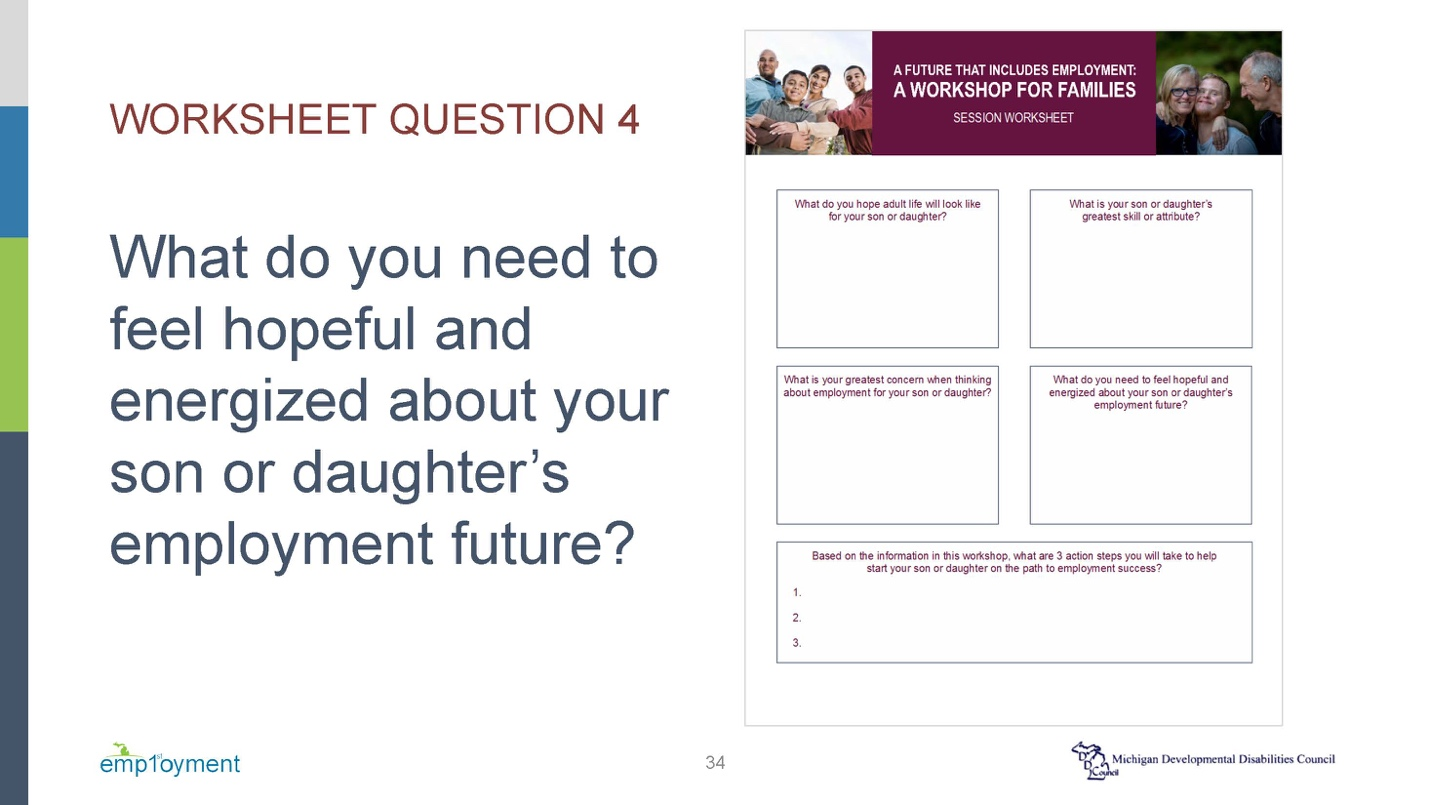 WORKSHEET QUESTION 4
What do you need to
feel hopeful and
energized about your
son or daughter’s
employment future?
A FUTURE THAT INCLUDES EMPLOYMENT:
A WORKSHOP FOR FAMILIES
SESSION WORKSHEET
What do you hope adult life will look like
for your son or daughter?
What is your son or daughter’s
greatest skill or attribute?
What is your greatest concern when thinking
about employment for your son or daughter?
What do you need to feel hopeful and
energized about your son or daughter’s
employment future?
Based on the information in this workshop, what are 3 action steps you will take to help
start your son or daughter on the path to employment success?
1.
2.
3.
emp1stoyment
34
DD Council
Michigan Developmental Disabilities Council